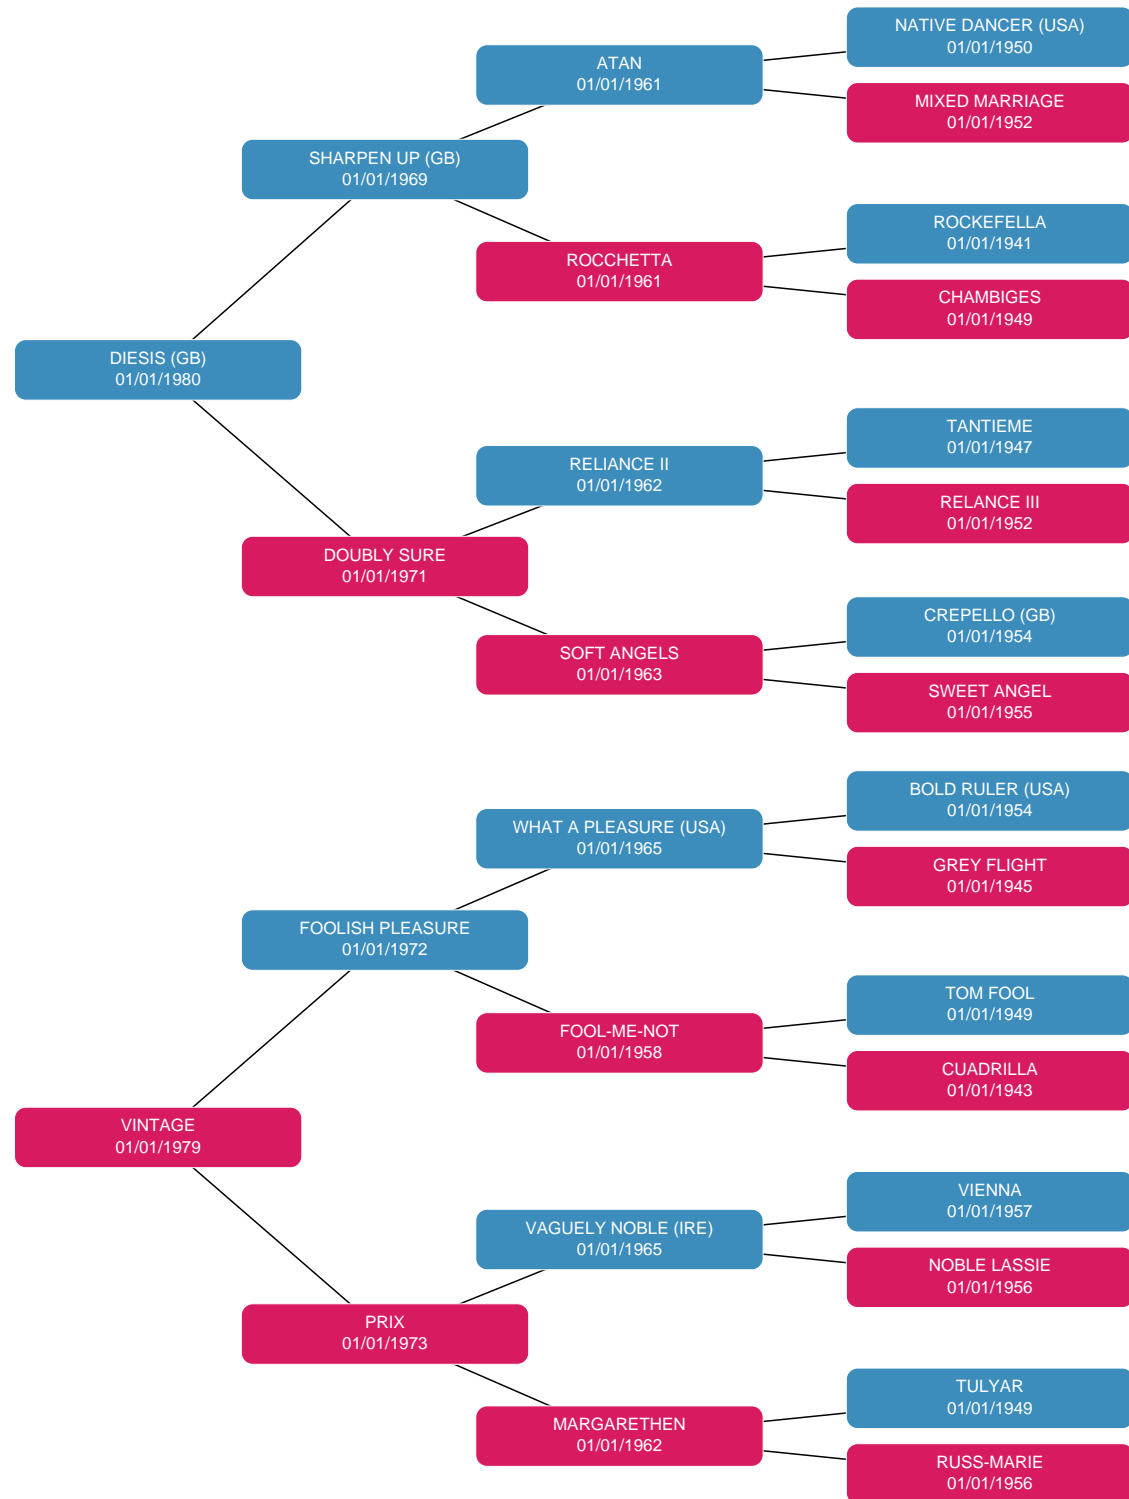 NATIVE DANCER (USA)
01/01/1950
ATAN
01/01/1961
MIXED MARRIAGE
01/01/1952
SHARPEN UP (GB)
01/01/1969
ROCKEFELLA
01/01/1941
ROCCHETTA
01/01/1961
CHAMBIGES
01/01/1949
DIESIS (GB)
01/01/1980
TANTIEME
01/01/1947
RELIANCE II
01/01/1962
RELANCE III
01/01/1952
DOUBLY SURE
01/01/1971
CREPELLO (GB)
01/01/1954
SOFT ANGELS
01/01/1963
SWEET ANGEL
01/01/1955
BOLD RULER (USA)
01/01/1954
WHAT A PLEASURE (USA)
01/01/1965
GREY FLIGHT
01/01/1945
FOOLISH PLEASURE
01/01/1972
TOM FOOL
01/01/1949
FOOL-ME-NOT
01/01/1958
CUADRILLA
01/01/1943
VINTAGE
01/01/1979
VIENNA
01/01/1957
VAGUELY NOBLE (IRE)
01/01/1965
NOBLE LASSIE
01/01/1956
PRIX
01/01/1973
TULYAR
01/01/1949
MARGARETHEN
01/01/1962
RUSS-MARIE
01/01/1956